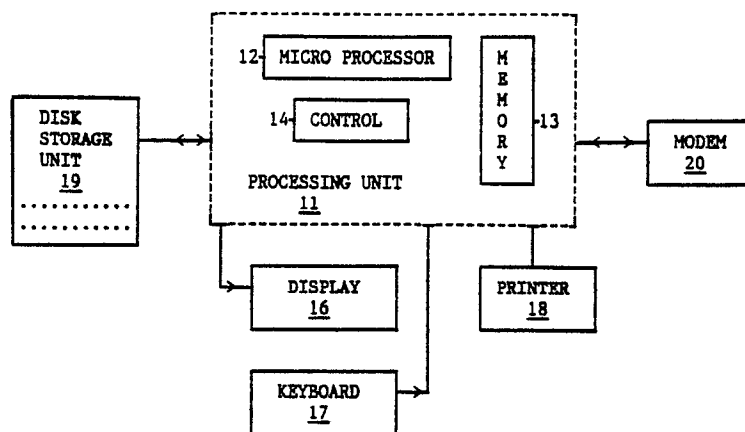 12 MICRO PROCESSOR
14 CONTROL
MEMORY
13
PROCESSING UNIT
11
DISK
STORAGE
UNIT
19
MODEM
20
DISPLAY
16
PRINTER
18
KEYBOARD
17